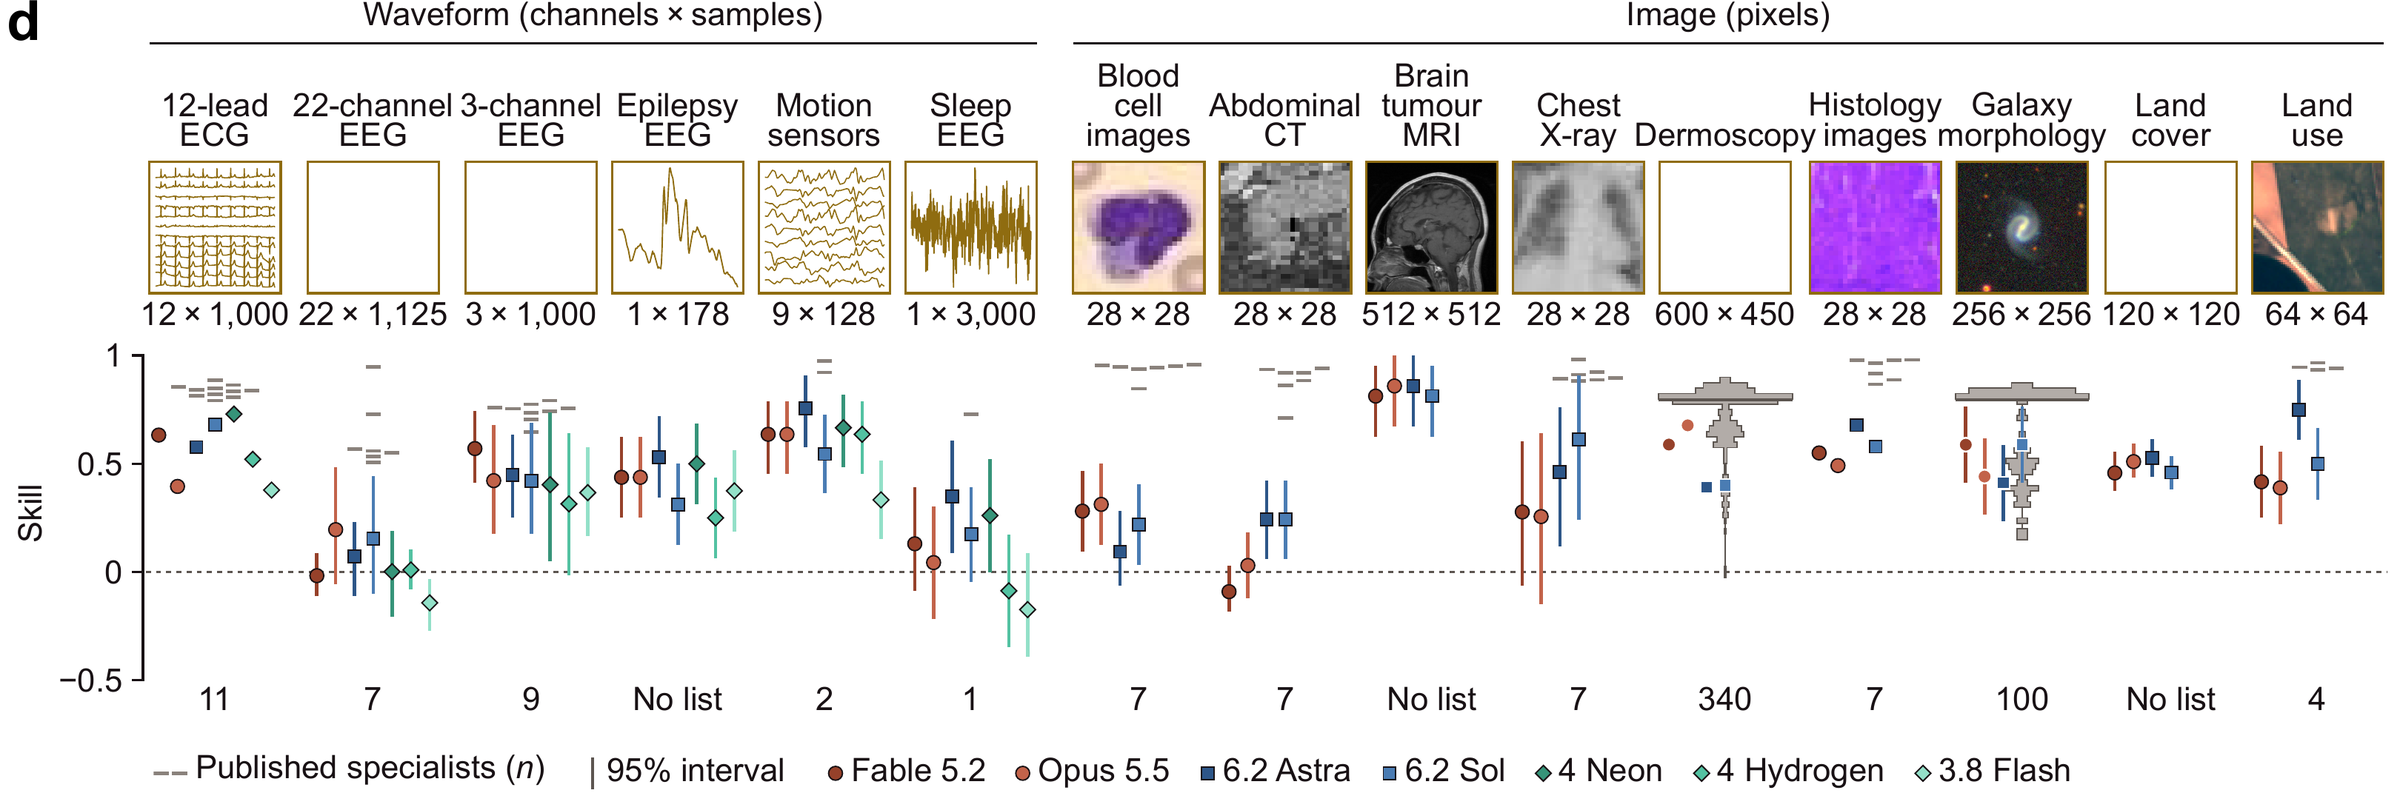 d
Waveform (channels × samples)
Image (pixels)
12-lead
ECG
22-channel
EEG
3-channel
EEG
Epilepsy
EEG
Motion
sensors
Sleep
EEG
Blood
cell
images
Abdominal
CT
Brain
tumour
MRI
Chest
X-ray
Dermoscopy
Histology
images
Galaxy
morphology
Land
cover
Land
use
12 × 1,000
22 × 1,125
3 × 1,000
1 × 178
9 × 128
1 × 3,000
28 × 28
28 × 28
512 × 512
28 × 28
600 × 450
28 × 28
256 × 256
120 × 120
64 × 64
Skill
1
0.5
0
−0.5
11
7
9
No list
2
1
7
7
No list
7
340
7
100
No list
4
Published specialists (n)
95% interval
Fable 5.2
Opus 5.5
6.2 Astra
6.2 Sol
4 Neon
4 Hydrogen
3.8 Flash